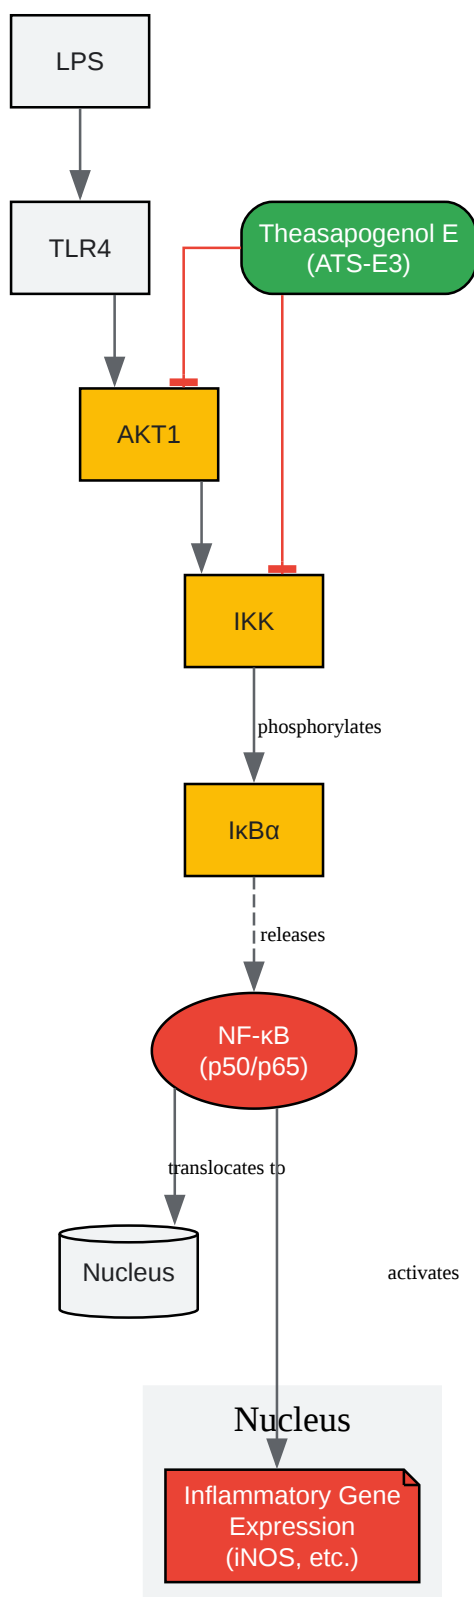 LPS
TLR4
Theasapogenol E
(ATS-E3)
AKT1
IKK
phosphorylates
IκBα
releases
NF-κB
(p50/p65)
translocates to
Nucleus
activates
Nucleus
Inflammatory Gene
Expression
(iNOS, etc.)